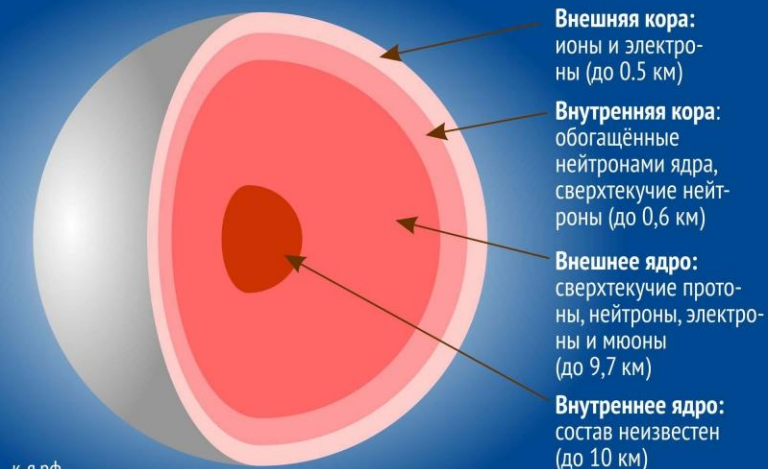 Внешняя кора:
ионы и электро-
ны (до 0.5 км)
Внутренняя кора:
обогащённые
нейтронами ядра,
сверхтекучие нейт-
роны (до 0,6 км)
Внешнее ядро:
сверхтекучие прото-
ны, нейтроны, электро-
ны и мюоны
(до 9,7 км)
Внутреннее ядро:
состав неизвестен
(до 10 км)